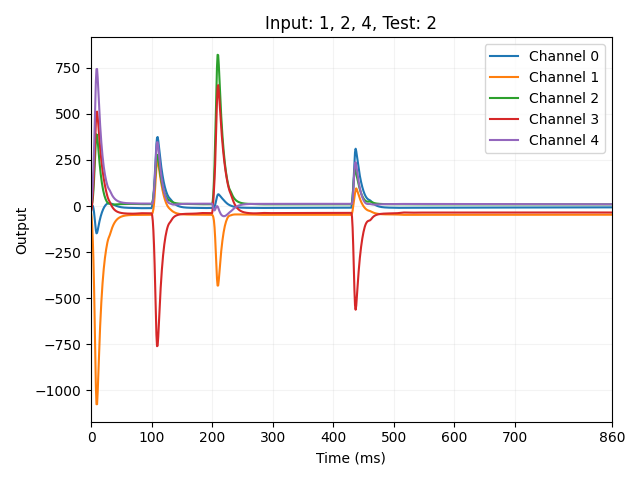 Input: 1, 2, 4, Test: 2
Channel 0
Channel 1
Channel 2
Channel 3
Channel 4
Output
750
500
250
0
−250
−500
−750
−1000
0 100 200 300 400 500 600 700 860
Time (ms)